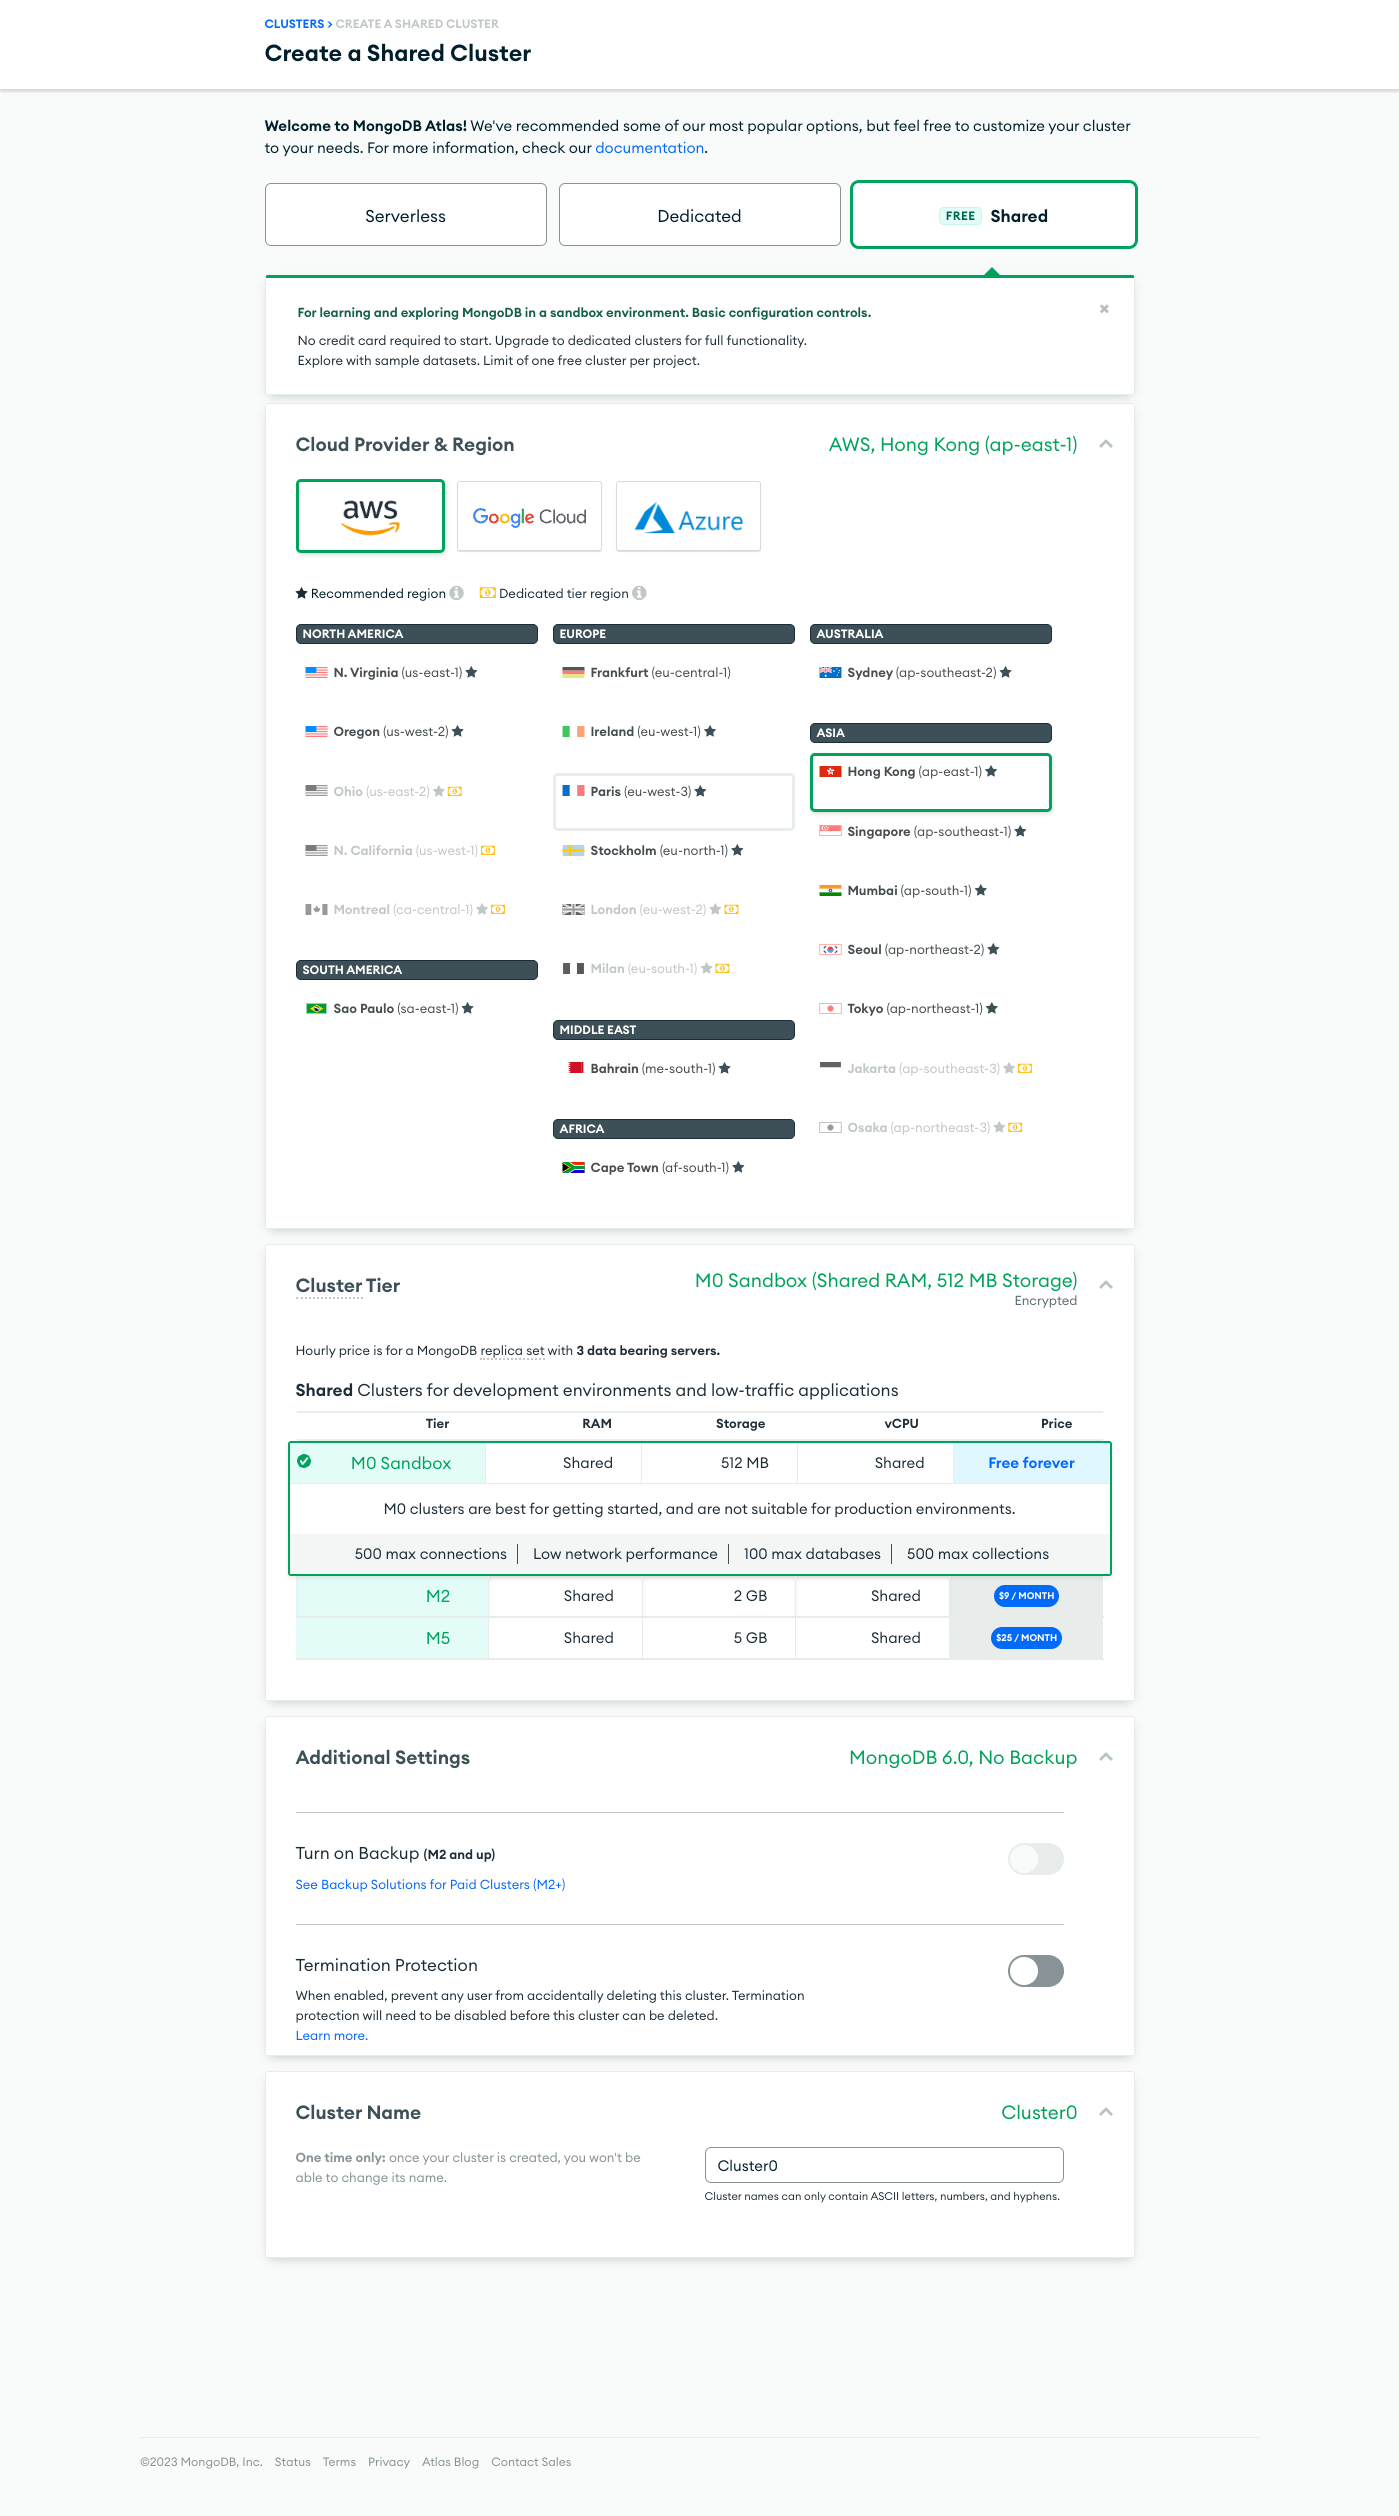 CLUSTERS > CREATE A SHARED CLUSTER
Create a Shared Cluster
Welcome to MongoDB Atlas! We've recommended some of our most popular options, but feel free to customize your cluster
to your needs. For more information, check our documentation.
Serverless
Dedicated
FREE Shared
For learning and exploring MongoDB in a sandbox environment. Basic configuration controls.
No credit card required to start. Upgrade to dedicated clusters for full functionality.
Explore with sample datasets. Limit of one free cluster per project.
Cloud Provider & Region
AWS, Hong Kong (ap-east-1)
aws
Google Cloud
Azure
Recommended region
Dedicated tier region
NORTH AMERICA
N. Virginia (us-east-1)
Oregon (us-west-2)
Ohio (us-east-2)
N. California (us-west-1)
Montreal (ca-central-1)
SOUTH AMERICA
Sao Paulo (sa-east-1)
EUROPE
Frankfurt (eu-central-1)
Ireland (eu-west-1)
Paris (eu-west-3)
Stockholm (eu-north-1)
London (eu-west-2)
Milan (eu-south-1)
MIDDLE EAST
Bahrain (me-south-1)
AFRICA
Cape Town (af-south-1)
AUSTRALIA
Sydney (ap-southeast-2)
ASIA
Hong Kong (ap-east-1)
Singapore (ap-southeast-1)
Mumbai (ap-south-1)
Seoul (ap-northeast-2)
Tokyo (ap-northeast-1)
Jakarta (ap-southeast-3)
Osaka (ap-northeast-3)
Cluster Tier
M0 Sandbox (Shared RAM, 512 MB Storage)
Encrypted
Hourly price is for a MongoDB replica set with 3 data bearing servers.
Shared Clusters for development environments and low-traffic applications
Tier RAM Storage vCPU Price
M0 Sandbox Shared 512 MB Shared Free forever
M0 clusters are best for getting started, and are not suitable for production environments.
500 max connections Low network performance 100 max databases 500 max collections
M2 Shared 2 GB Shared $9 / MONTH
M5 Shared 5 GB Shared $25 / MONTH
Additional Settings
MongoDB 6.0, No Backup
Turn on Backup (M2 and up)
See Backup Solutions for Paid Clusters (M2+)
Termination Protection
When enabled, prevent any user from accidentally deleting this cluster. Termination
protection will need to be disabled before this cluster can be deleted.
Learn more.
Cluster Name
Cluster0
One time only: once your cluster is created, you won't be
able to change its name.
Cluster0
Cluster names can only contain ASCII letters, numbers, and hyphens.
©2023 MongoDB, Inc. Status Terms Privacy Atlas Blog Contact Sales